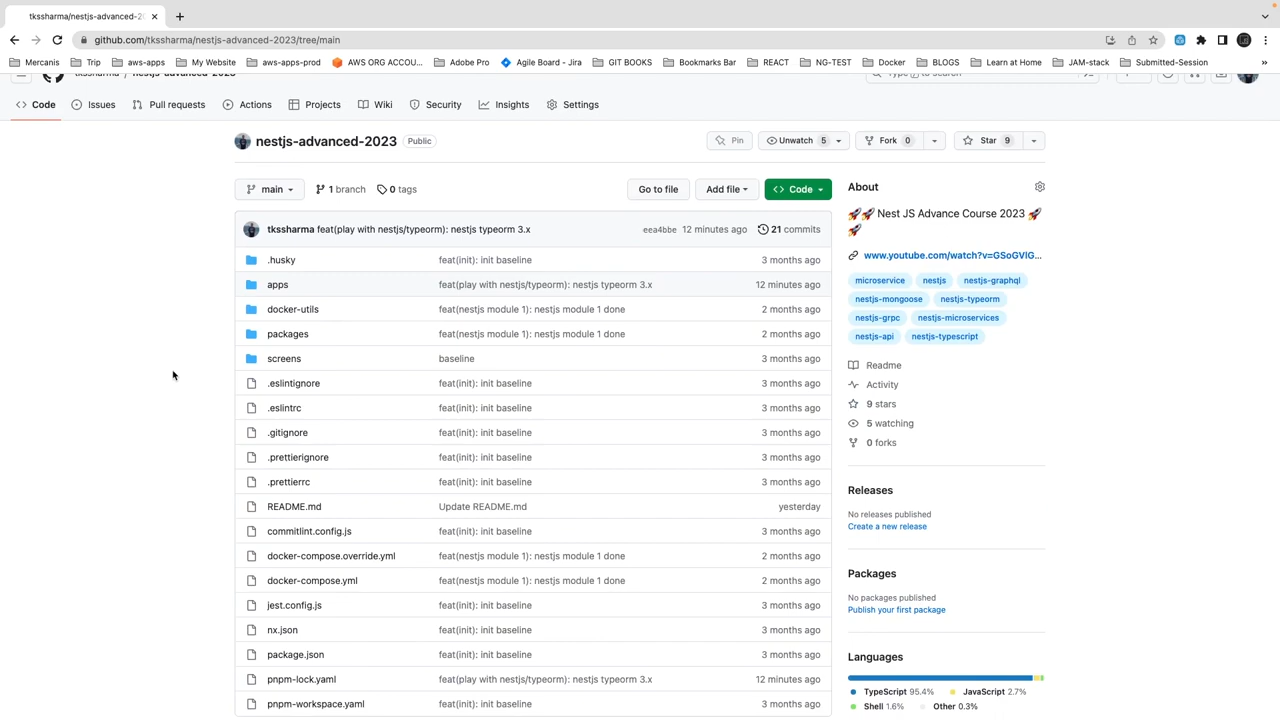 tkssharma/nestjs-advanced-20
github.com/tkssharma/nestjs-advanced-2023/tree/main
Mercanis Trip aws-apps My Website aws-apps-prod AWS ORG ACCOU... Adobe Pro Agile Board - Jira GIT BOOKS Bookmarks Bar REACT NG-TEST Docker BLOGS Learn at Home JAM-stack Submitted-Session »
tkssharma / nestjs-advanced-2023 Type / to search
Code Issues Pull requests Actions Projects Wiki Security Insights Settings
nestjs-advanced-2023 Public Pin Unwatch 5 Fork 0 Star 9
main 1 branch 0 tags Go to file Add file Code
tkssharma feat(play with nestjs/typeorm): nestjs typeorm 3.x eea4bbe 12 minutes ago 21 commits
.husky feat(init): init baseline 3 months ago
apps feat(play with nestjs/typeorm): nestjs typeorm 3.x 12 minutes ago
docker-utils feat(nestjs module 1): nestjs module 1 done 2 months ago
packages feat(nestjs module 1): nestjs module 1 done 2 months ago
screens baseline 3 months ago
.eslintignore feat(init): init baseline 3 months ago
.eslintrc feat(init): init baseline 3 months ago
.gitignore feat(init): init baseline 3 months ago
.prettierignore feat(init): init baseline 3 months ago
.prettierrc feat(init): init baseline 3 months ago
README.md Update README.md yesterday
commitlint.config.js feat(init): init baseline 3 months ago
docker-compose.override.yml feat(nestjs module 1): nestjs module 1 done 2 months ago
docker-compose.yml feat(nestjs module 1): nestjs module 1 done 2 months ago
jest.config.js feat(init): init baseline 3 months ago
nx.json feat(init): init baseline 3 months ago
package.json feat(init): init baseline 3 months ago
pnpm-lock.yaml feat(play with nestjs/typeorm): nestjs typeorm 3.x 12 minutes ago
pnpm-workspace.yaml feat(init): init baseline 3 months ago
About
🚀🚀 Nest JS Advance Course 2023 🚀
🚀
www.youtube.com/watch?v=GSoGVIG...
microservice nestjs nestjs-graphql
nestjs-mongoose nestjs-typeorm
nestjs-grpc nestjs-microservices
nestjs-api nestjs-typescript
Readme
Activity
9 stars
5 watching
0 forks
Releases
No releases published
Create a new release
Packages
No packages published
Publish your first package
Languages
TypeScript 95.4% JavaScript 2.7%
Shell 1.6% Other 0.3%